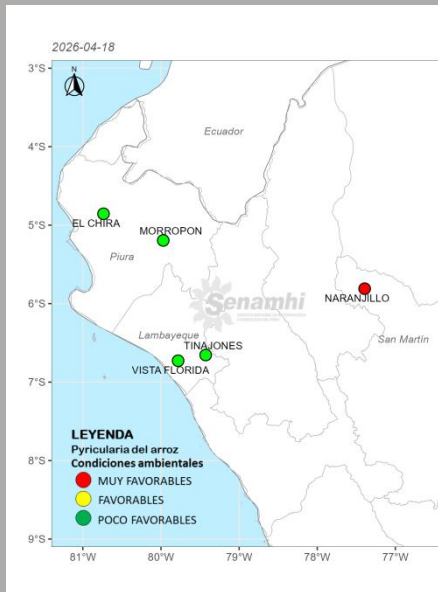 2026-04-18
3°S
N
4°S
Ecuador
5°S
EL CHIRA
MORROPON
Piura
6°S
Senamhi
NARANJILLO
Lambayeque
San Martín
TINAJONES
VISTA FLORIDA
7°S
LEYENDA
Pyricularia del arroz
Condiciones ambientales
8°S
MUY FAVORABLES
FAVORABLES
POCO FAVORABLES
9°S
81°W 80°W 79°W 78°W 77°W